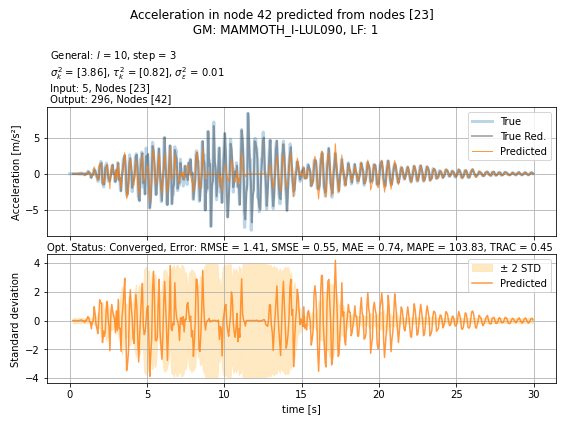 Acceleration in node 42 predicted from nodes [23]
GM: MAMMOTH_I-LUL090, LF: 1
General: l = 10, step = 3
σ²ₖ = [3.86], τ²ₖ = [0.82], σ²ε = 0.01
Input: 5, Nodes [23]
Output: 296, Nodes [42]
Acceleration [m/s²]
5
0
−5
True
True Red.
Predicted
Opt. Status: Converged, Error: RMSE = 1.41, SMSE = 0.55, MAE = 0.74, MAPE = 103.83, TRAC = 0.45
Standard deviation
4
2
0
−2
−4
± 2 STD
Predicted
0 5 10 15 20 25 30
time [s]